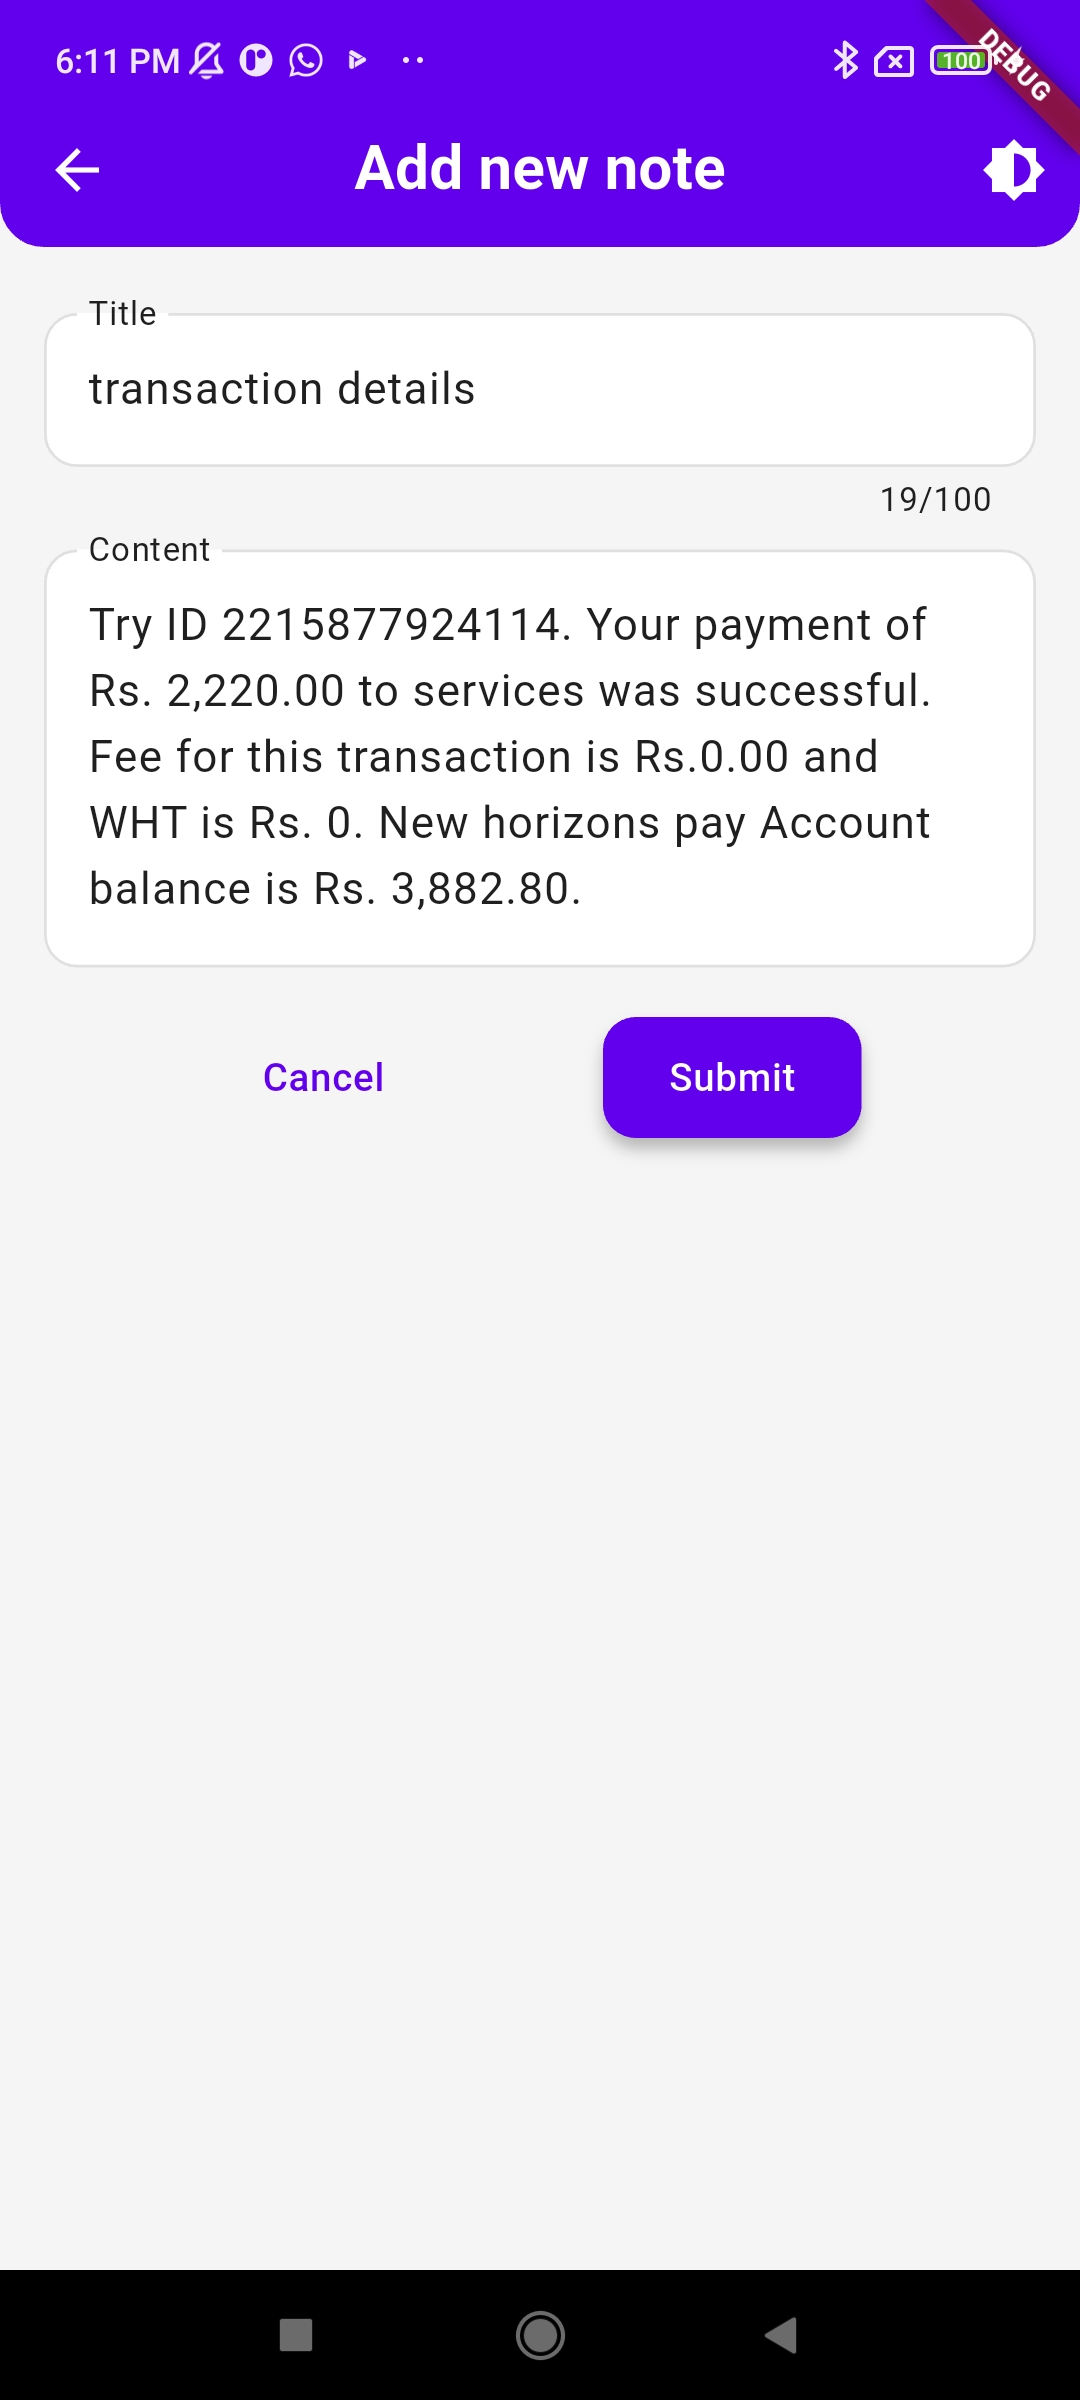 6:11 PM
100
DEBUG
Add new note
Title
transaction details
19/100
Content
Try ID 2215877924114. Your payment of
Rs. 2,220.00 to services was successful.
Fee for this transaction is Rs.0.00 and
WHT is Rs. 0. New horizons pay Account
balance is Rs. 3,882.80.
Cancel
Submit